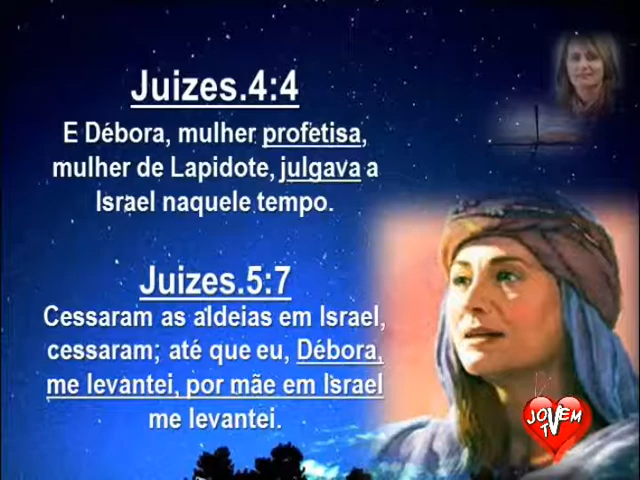 Juizes.4:4
E Débora, mulher profetisa,
mulher de Lapidote, julgava a
Israel naquele tempo.
Juizes.5:7
Cessaram as aldeias em Israel,
cessaram; até que eu, Débora,
me levantei, por mãe em Israel
me levantei.
JOVEM
TV